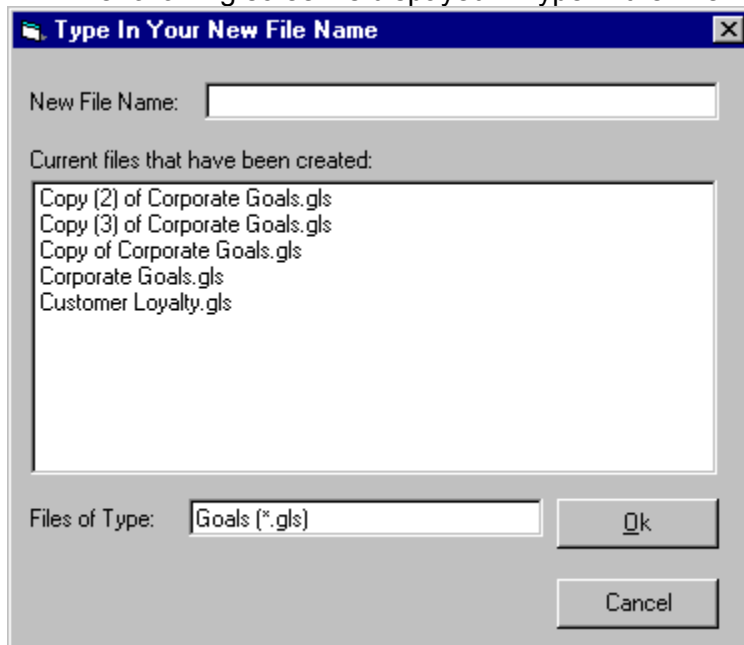 Type In Your New File Name
New File Name:
Current files that have been created:
Copy (2) of Corporate Goals.gls
Copy (3) of Corporate Goals.gls
Copy of Corporate Goals.gls
Corporate Goals.gls
Customer Loyalty.gls
Files of Type: Goals (*.gls)
Ok
Cancel